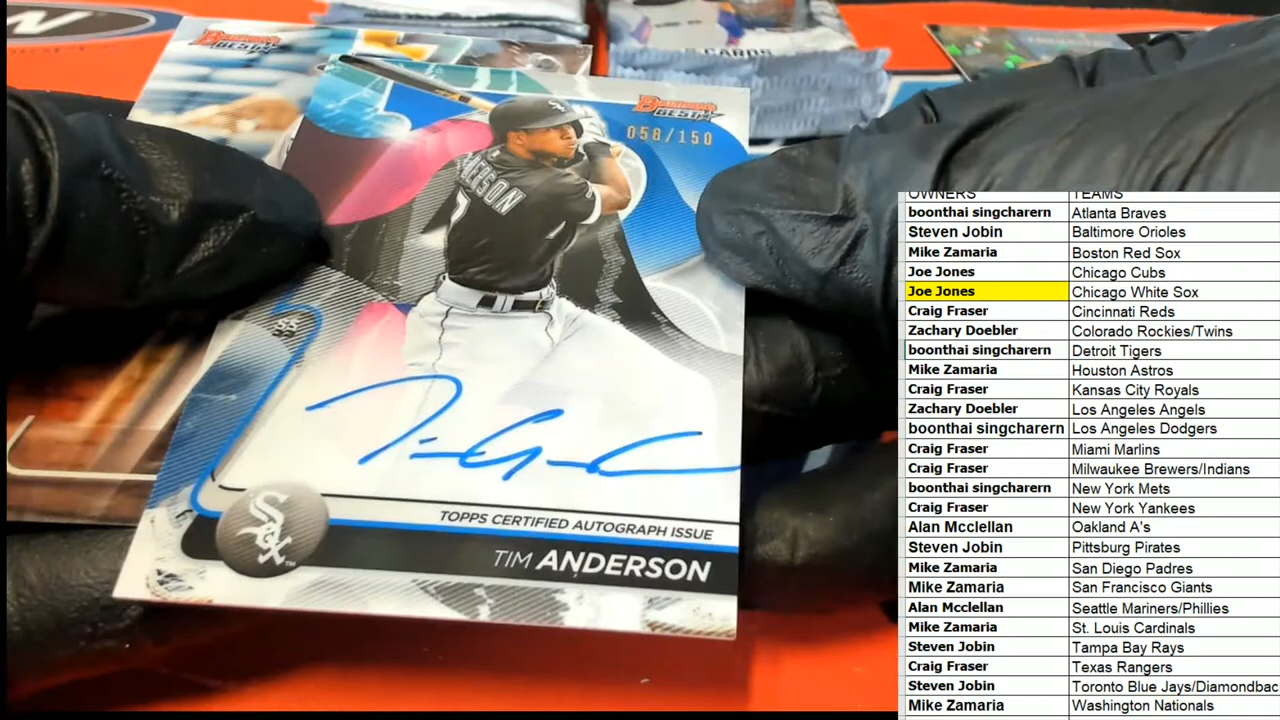 BOWMAN'S BEST
CARDS
BOWMAN'S BEST
058/150
7
TOPPS CERTIFIED AUTOGRAPH ISSUE
TIM ANDERSON
OWNERS TEAMS
boonthai singcharern Atlanta Braves
Steven Jobin Baltimore Orioles
Mike Zamaria Boston Red Sox
Joe Jones Chicago Cubs
Joe Jones Chicago White Sox
Craig Fraser Cincinnati Reds
Zachary Doebler Colorado Rockies/Twins
boonthai singcharern Detroit Tigers
Mike Zamaria Houston Astros
Craig Fraser Kansas City Royals
Zachary Doebler Los Angeles Angels
boonthai singcharern Los Angeles Dodgers
Craig Fraser Miami Marlins
Craig Fraser Milwaukee Brewers/Indians
boonthai singcharern New York Mets
Craig Fraser New York Yankees
Alan Mcclellan Oakland A's
Steven Jobin Pittsburg Pirates
Mike Zamaria San Diego Padres
Mike Zamaria San Francisco Giants
Alan Mcclellan Seattle Mariners/Phillies
Mike Zamaria St. Louis Cardinals
Steven Jobin Tampa Bay Rays
Craig Fraser Texas Rangers
Steven Jobin Toronto Blue Jays/Diamondbac
Mike Zamaria Washington Nationals